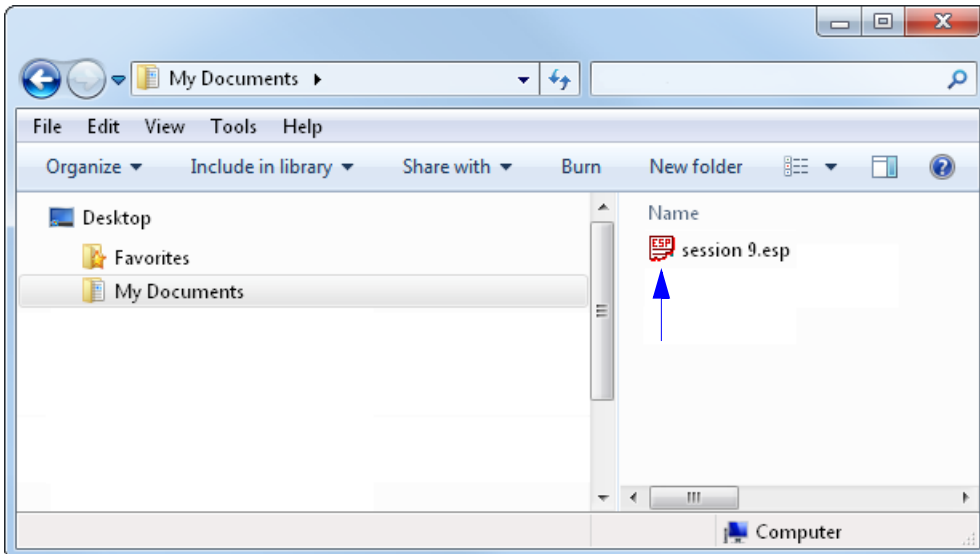 My Documents
File Edit View Tools Help
Organize Include in library Share with Burn New folder
Desktop
Favorites
My Documents
Name
ESP session 9.esp
Computer